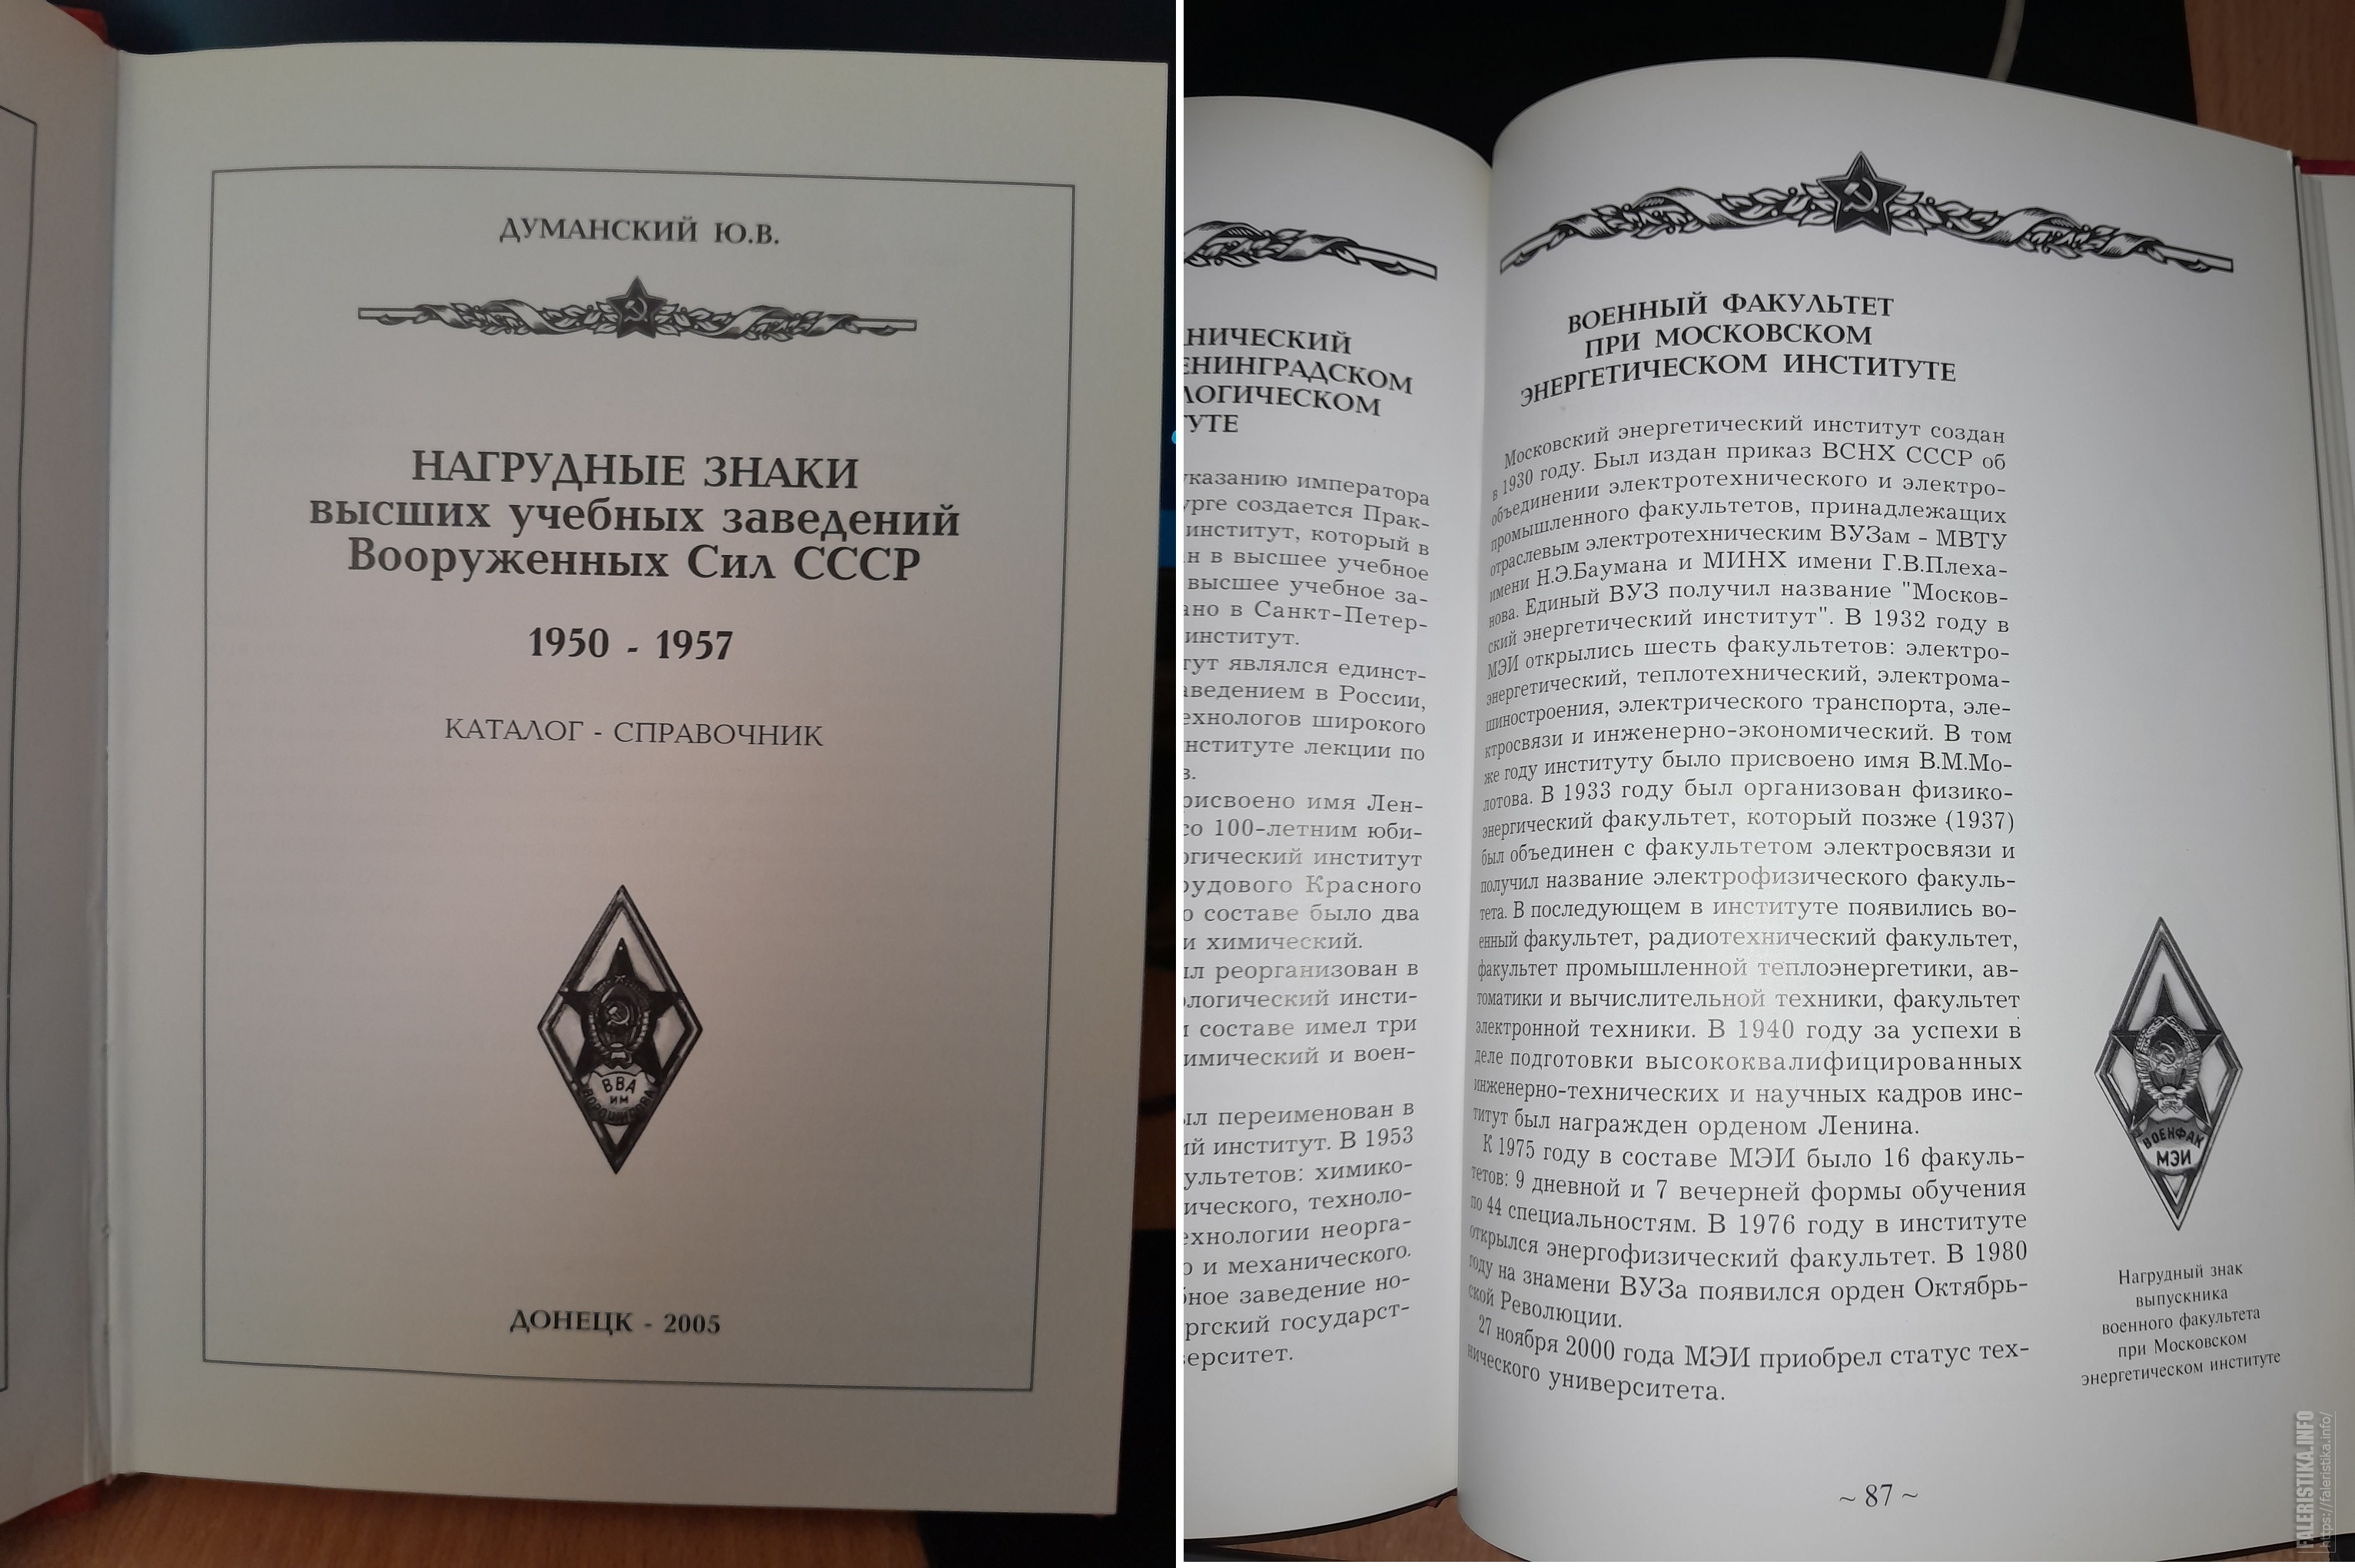 ДУМАНСКИЙ Ю.В.
НАГРУДНЫЕ ЗНАКИ
высших учебных заведений
Вооруженных Сил СССР
1950 - 1957
КАТАЛОГ - СПРАВОЧНИК
ВВА
ИМ
ВОРОШИЛОВА
ДОНЕЦК - 2005
НИЧЕСКИЙ
ЕНИНГРАДСКОМ
ЛОГИЧЕСКОМ
ТУТЕ
указанию императора
урге создается Прак-
институт, который в
н в высшее учебное
высшее учебное за-
ано в Санкт-Петер-
институт.
тут являлся единст-
аведением в России,
ехнологов широкого
нституте лекции по
в.
рисвоено имя Лен-
со 100-летним юби-
огический институт
рудового Красного
о составе было два
и химический.
ыл реорганизован в
ологический инсти-
и составе имел три
имический и воен-
ыл переименован в
ий институт. В 1953
ультетов: химико-
ического, техноло-
ехнологии неорга-
о и механического.
бное заведение но-
ргский государст-
ерситет.
ВОЕННЫЙ ФАКУЛЬТЕТ
ПРИ МОСКОВСКОМ
ЭНЕРГЕТИЧЕСКОМ ИНСТИТУТЕ
Московский энергетический институт создан
в 1930 году. Был издан приказ ВСНХ СССР об
объединении электротехнического и электро-
промышленного факультетов, принадлежащих
отраслевым электротехническим ВУЗам - МВТУ
имени Н.Э.Баумана и МИНХ имени Г.В.Плеха-
нова. Единый ВУЗ получил название "Москов-
ский энергетический институт". В 1932 году в
МЭИ открылись шесть факультетов: электро-
энергетический, теплотехнический, электрома-
шиностроения, электрического транспорта, эле-
ктросвязи и инженерно-экономический. В том
же году институту было присвоено имя В.М.Мо-
лотова. В 1933 году был организован физико-
энергический факультет, который позже (1937)
был объединен с факультетом электросвязи и
получил название электрофизического факуль-
тета. В последующем в институте появились во-
енный факультет, радиотехнический факультет,
факультет промышленной теплоэнергетики, ав-
томатики и вычислительной техники, факультет
электронной техники. В 1940 году за успехи в
деле подготовки высококвалифицированных
инженерно-технических и научных кадров инс-
титут был награжден орденом Ленина.
К 1975 году в составе МЭИ было 16 факуль-
тетов: 9 дневной и 7 вечерней формы обучения
по 44 специальностям. В 1976 году в институте
открылся энергофизический факультет. В 1980
году на знамени ВУЗа появился орден Октябрь-
ской Революции.
27 ноября 2000 года МЭИ приобрел статус тех-
нического университета.
ВОЕНФАК
МЭИ
Нагрудный знак
выпускника
военного факультета
при Московском
энергетическом институте
~ 87 ~
FALERISTIKA.INFO
https://faleristika.info/